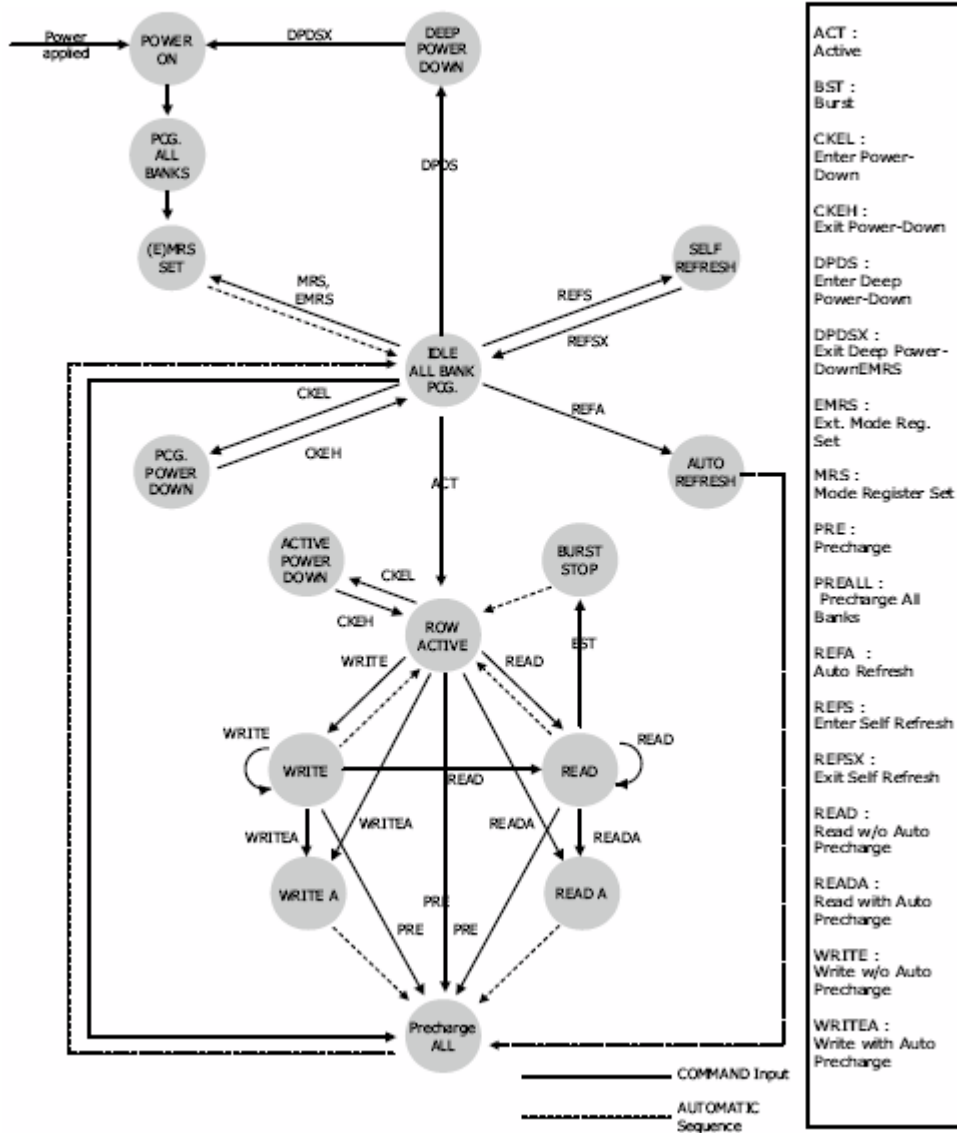 Power
applied
POWER
ON
DPDSX
DEEP
POWER
DOWN
PCG.
ALL
BANKS
DPDS
(E)MRS
SET
MRS,
EMRS
SELF
REFRESH
REFS
REFSX
IDLE
ALL BANK
PCG.
CKEL
CKEH
REFA
PCG.
POWER
DOWN
AUTO
REFRESH
ACT
ACTIVE
POWER
DOWN
BURST
STOP
CKEL
CKEH
ROW
ACTIVE
WRITE
READ
BST
WRITE
READ
WRITE
READ
READ
WRITEA
WRITEA
READA
READA
WRITE A
READ A
PRE
PRE
PRE
Precharge
ALL
COMMAND Input
AUTOMATIC
Sequence
ACT :
Active
BST :
Burst
CKEL :
Enter Power-
Down
CKEH :
Exit Power-Down
DPDS :
Enter Deep
Power-Down
DPDSX :
Exit Deep Power-
DownEMRS
EMRS :
Ext. Mode Reg.
Set
MRS :
Mode Register Set
PRE :
Precharge
PREALL :
Precharge All
Banks
REFA :
Auto Refresh
REFS :
Enter Self Refresh
REFSX :
Exit Self Refresh
READ :
Read w/o Auto
Precharge
READA :
Read with Auto
Precharge
WRITE :
Write w/o Auto
Precharge
WRITEA :
Write with Auto
Precharge